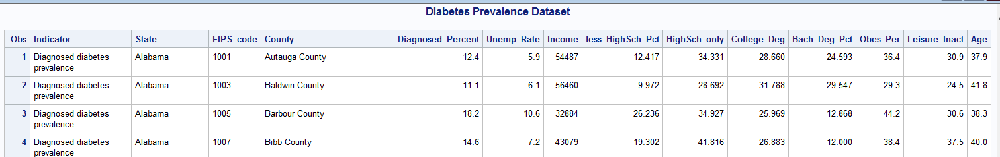 Diabetes Prevalence Dataset
Obs Indicator State FIPS_code County Diagnosed_Percent Unemp_Rate Income less_HighSch_Pct HighSch_only College_Deg Bach_Deg_Pct Obes_Per Leisure_Inact Age
1 Diagnosed diabetes Alabama 1001 Autauga County 12.4 5.9 54487 12.417 34.331 28.660 24.593 36.4 30.9 37.9
prevalence
2 Diagnosed diabetes Alabama 1003 Baldwin County 11.1 6.1 56460 9.972 28.692 31.788 29.547 29.3 24.5 41.8
prevalence
3 Diagnosed diabetes Alabama 1005 Barbour County 18.2 10.6 32884 26.236 34.927 25.969 12.868 44.2 30.6 38.3
prevalence
4 Diagnosed diabetes Alabama 1007 Bibb County 14.6 7.2 43079 19.302 41.816 26.883 12.000 38.4 37.5 40.0
prevalence